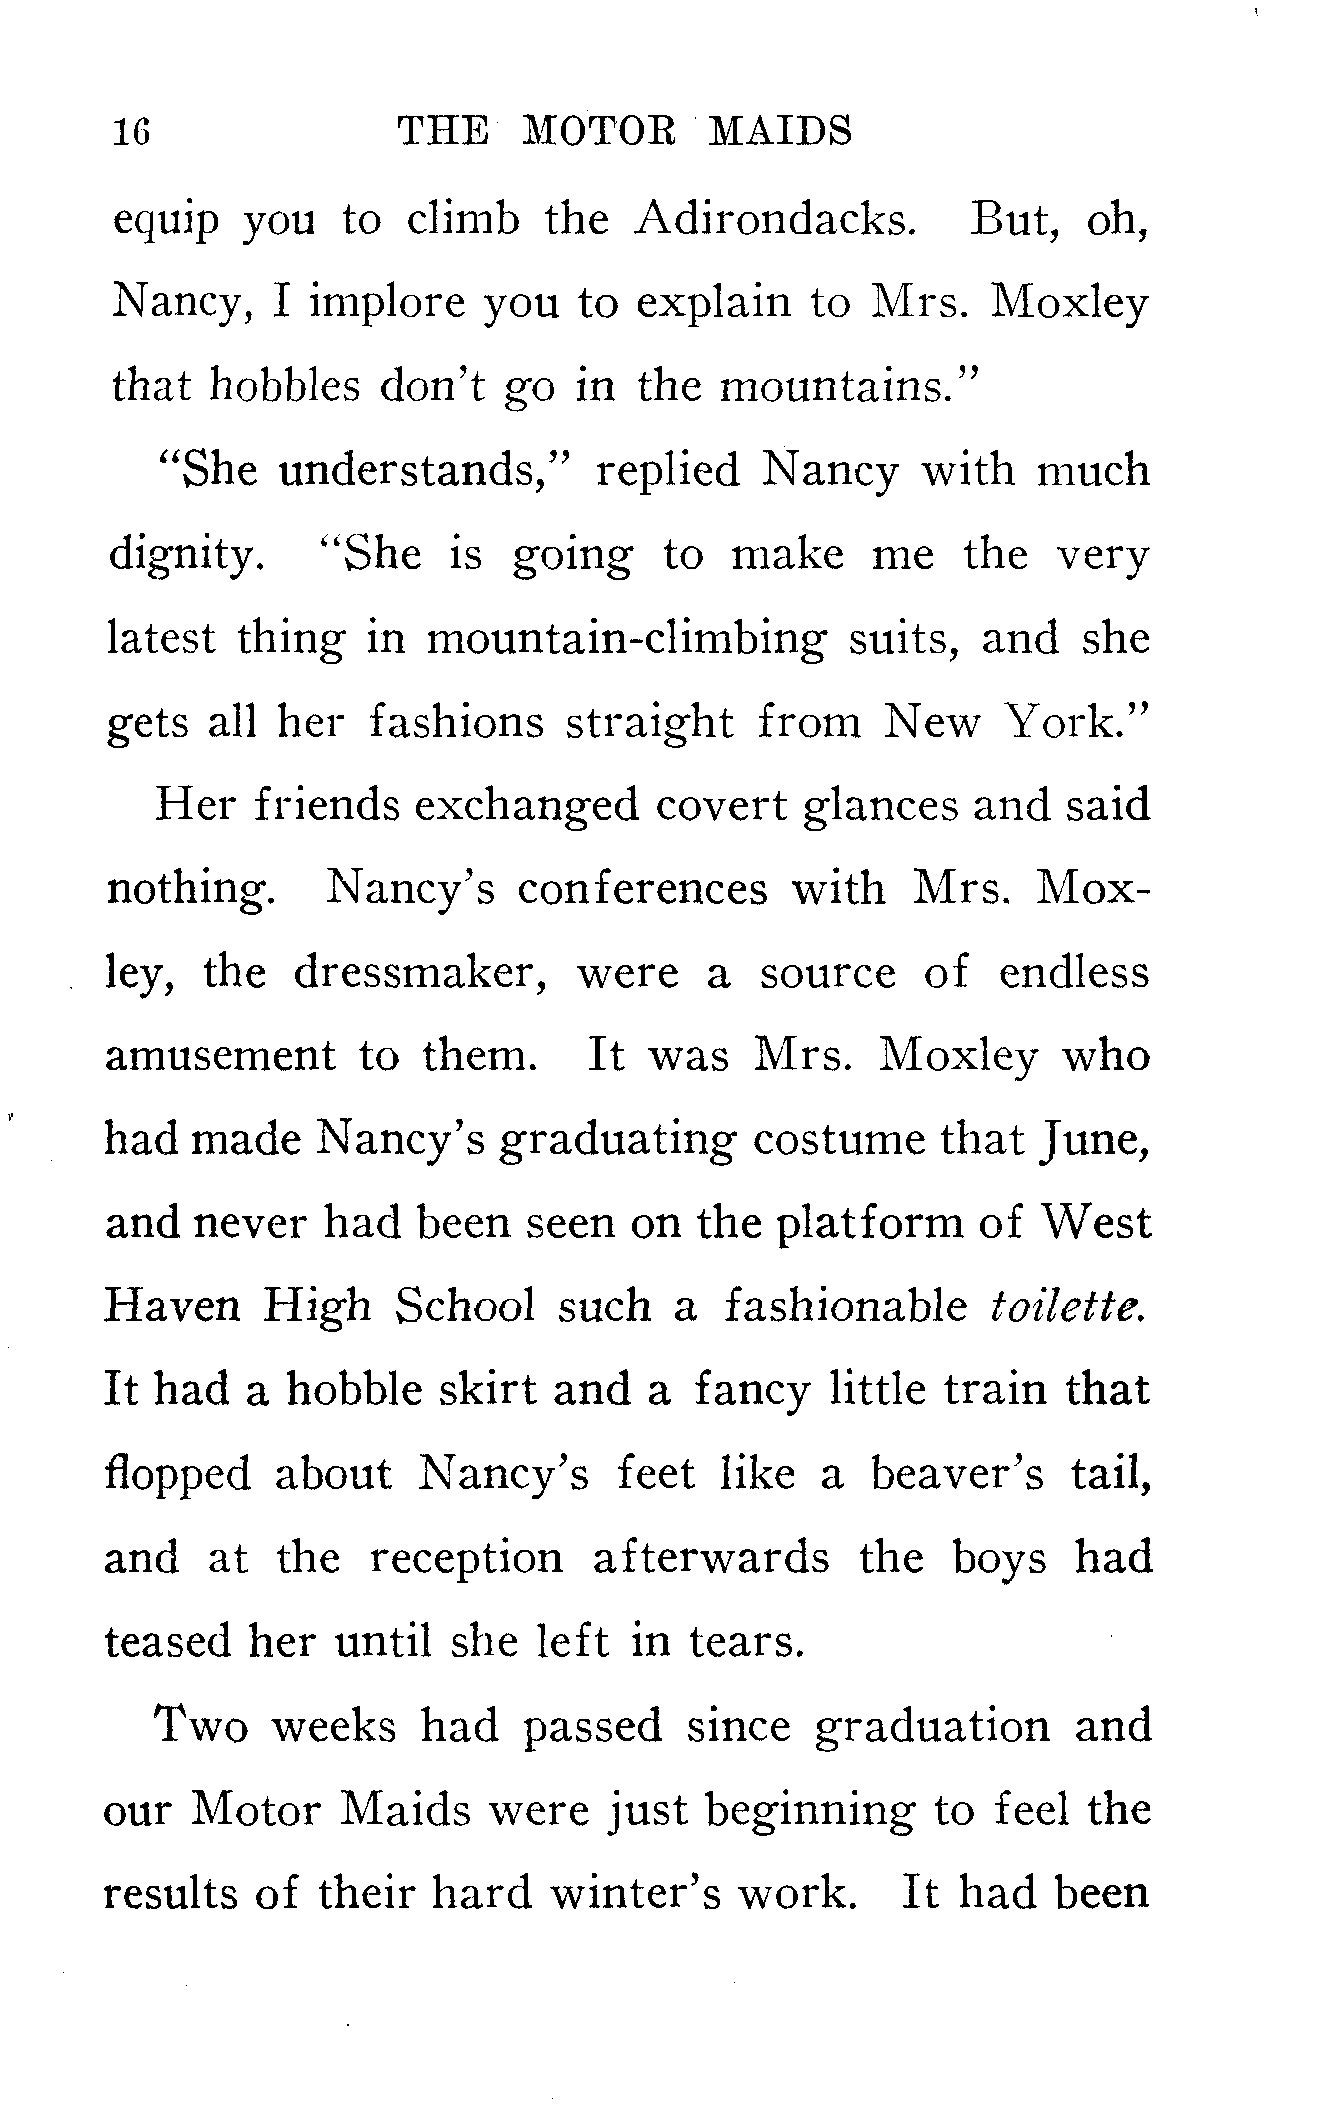 16 THE MOTOR MAIDS
equip you to climb the Adirondacks. But, oh,
Nancy, I implore you to explain to Mrs. Moxley
that hobbles don't go in the mountains."
"She understands," replied Nancy with much
dignity. "She is going to make me the very
latest thing in mountain-climbing suits, and she
gets all her fashions straight from New York."
Her friends exchanged covert glances and said
nothing. Nancy's conferences with Mrs. Mox-
ley, the dressmaker, were a source of endless
amusement to them. It was Mrs. Moxley who
had made Nancy's graduating costume that June,
and never had been seen on the platform of West
Haven High School such a fashionable toilette.
It had a hobble skirt and a fancy little train that
flopped about Nancy's feet like a beaver's tail,
and at the reception afterwards the boys had
teased her until she left in tears.
Two weeks had passed since graduation and
our Motor Maids were just beginning to feel the
results of their hard winter's work. It had been